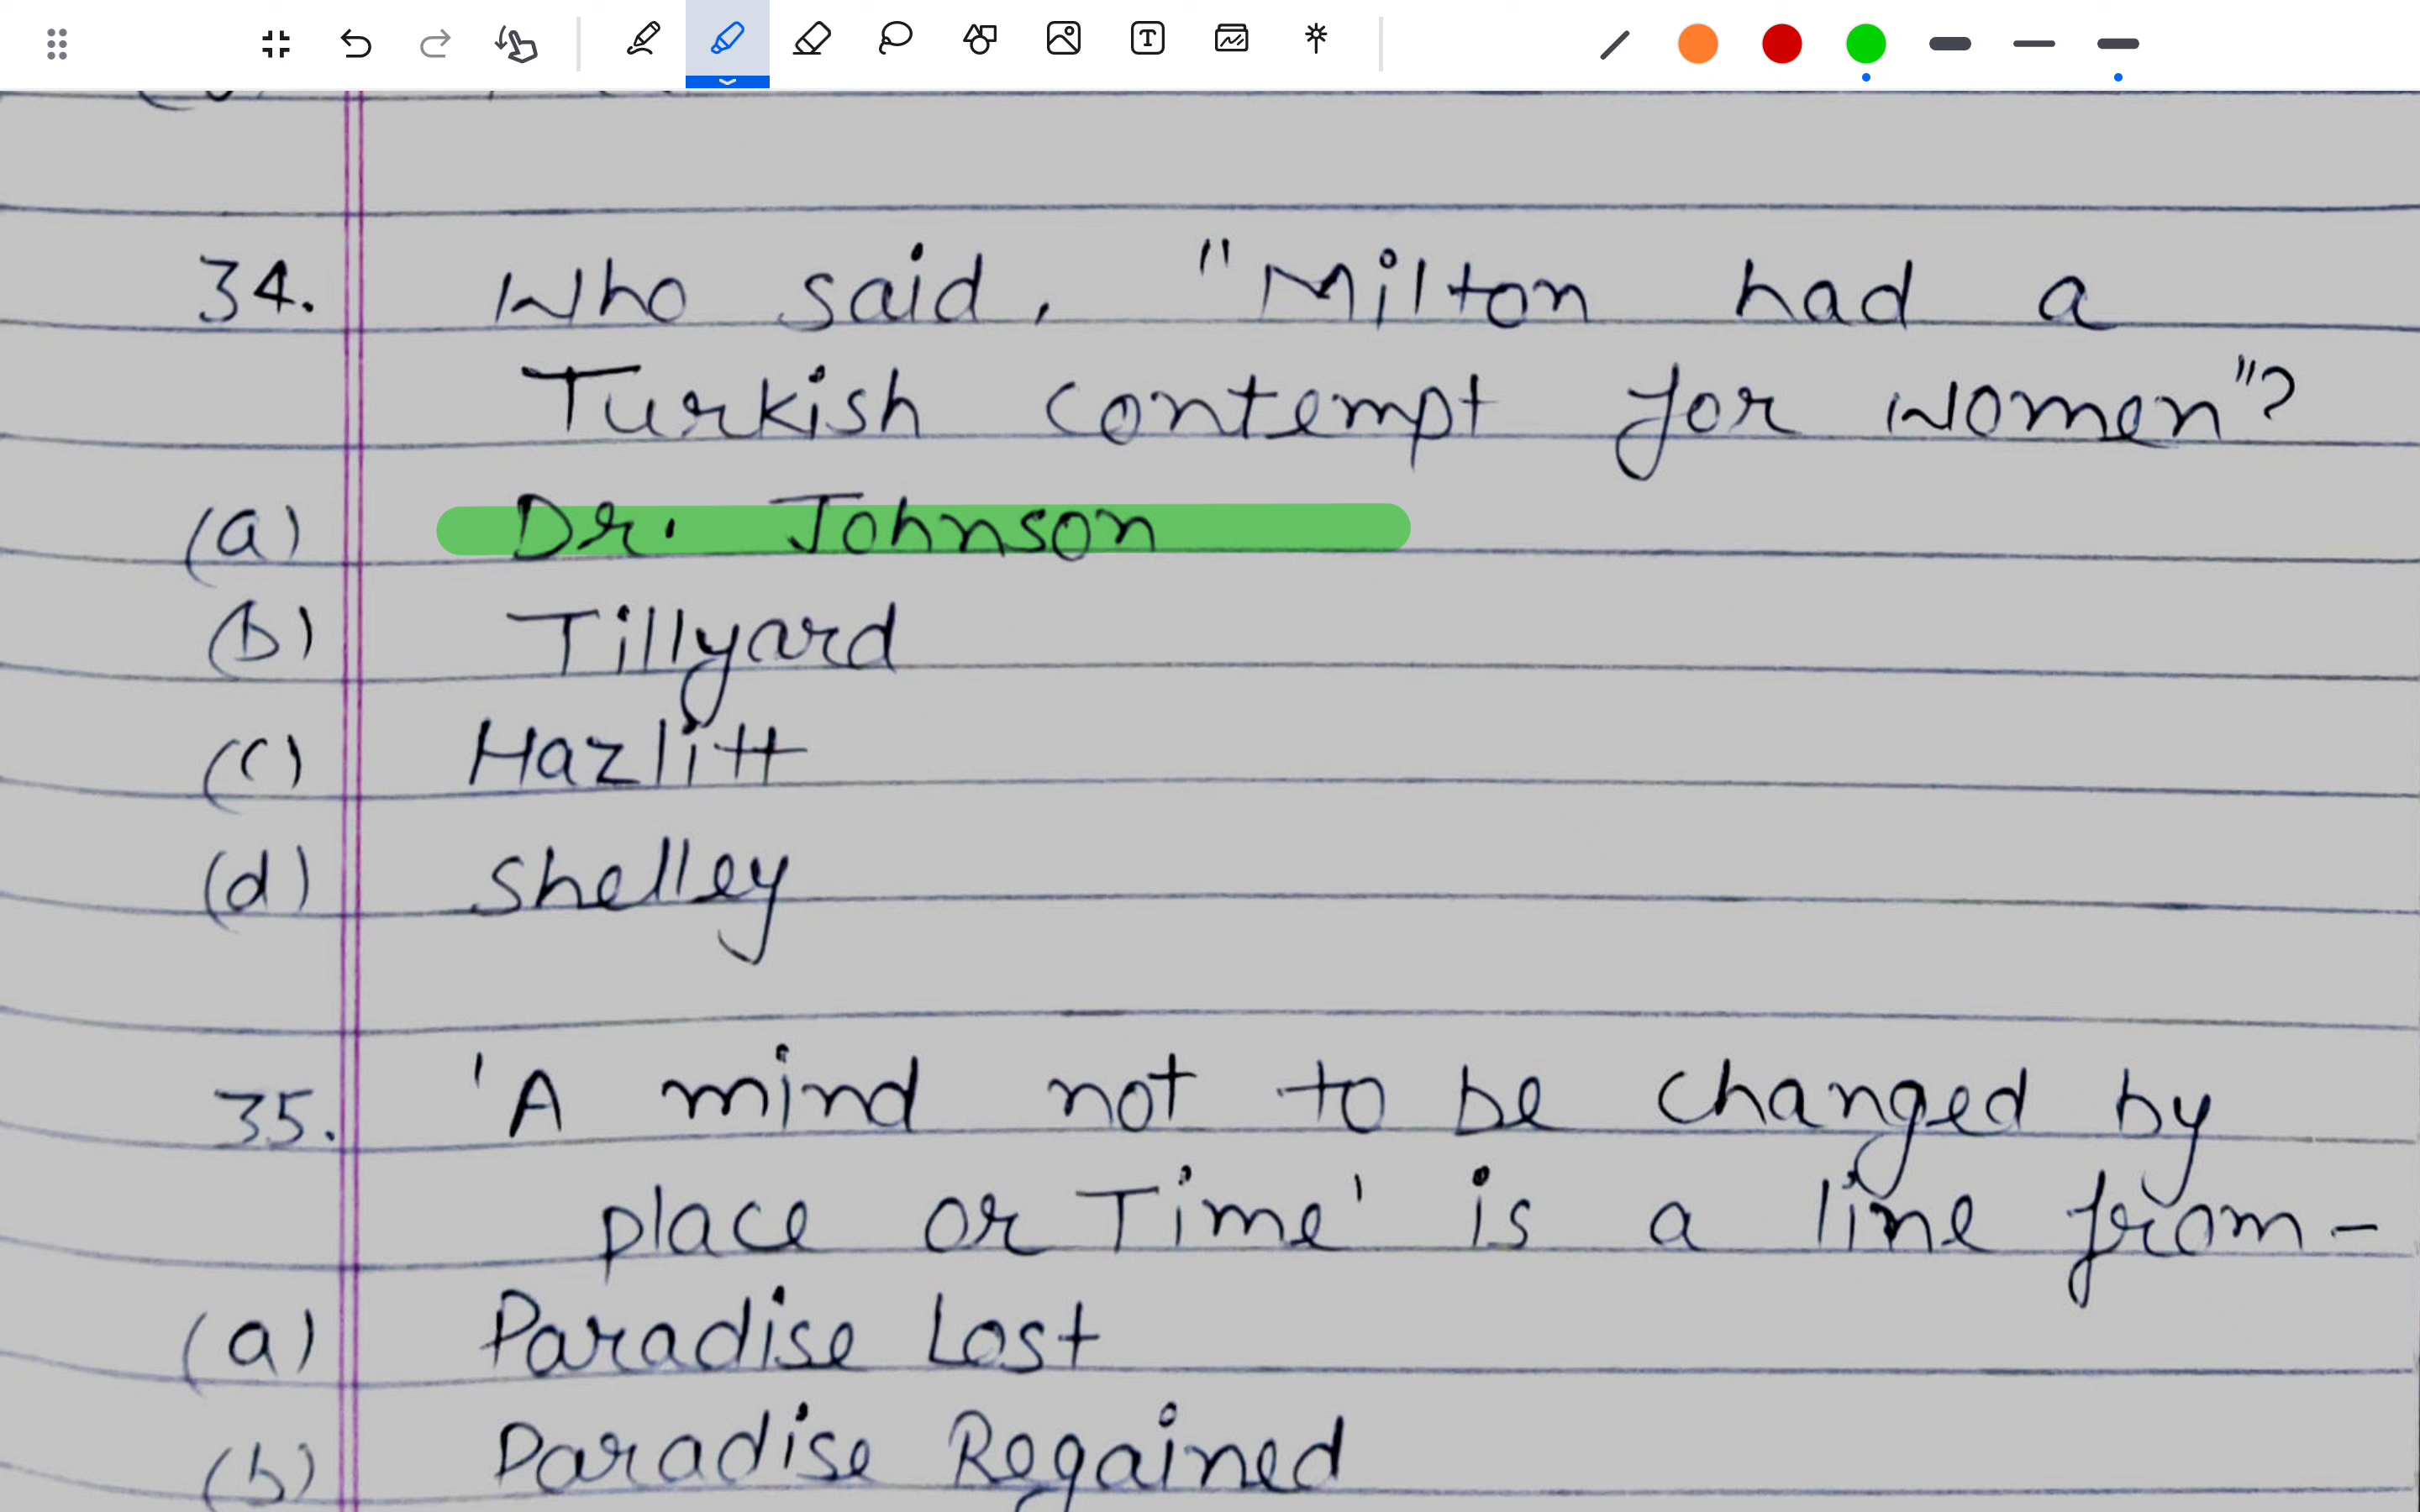 34. Who said, "Milton had a
Turkish contempt for women"?
(a) Dr. Johnson
(b) Tillyard
(c) Hazlitt
(d) Shelley
35. 'A mind not to be changed by
place or Time' is a line from-
(a) Paradise Lost
(b) Paradise Regained